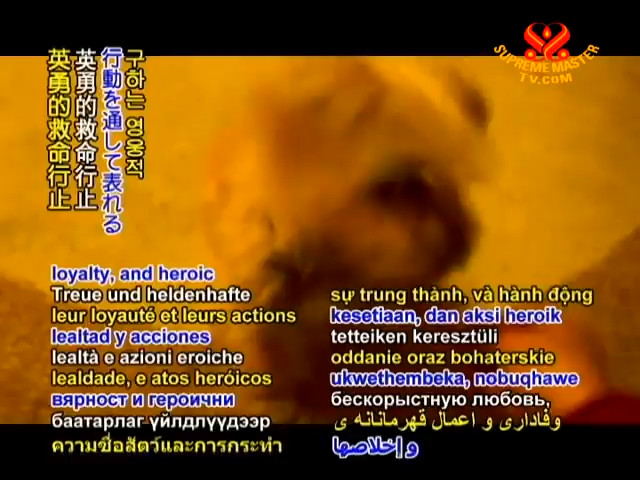 SUPREME MASTER
TV.COM
구하는 영웅적
行動を通して表れる
英勇的救命行止
英勇的救命行止
loyalty, and heroic
Treue und heldenhafte
leur loyauté et leurs actions
lealtad y acciones
lealtà e azioni eroiche
lealdade, e atos heróicos
вярност и героични
баатарлаг үйлдлүүдээр
ความซื่อสัตว์และการกระทำ
sự trung thành, và hành động
kesetiaan, dan aksi heroik
tetteiken keresztüli
oddanie oraz bohaterskie
ukwethembeka, nobuqhawe
бескорыстную любовь,
وفاداری و اعمال قهرمانانه ی
و إخلاصها